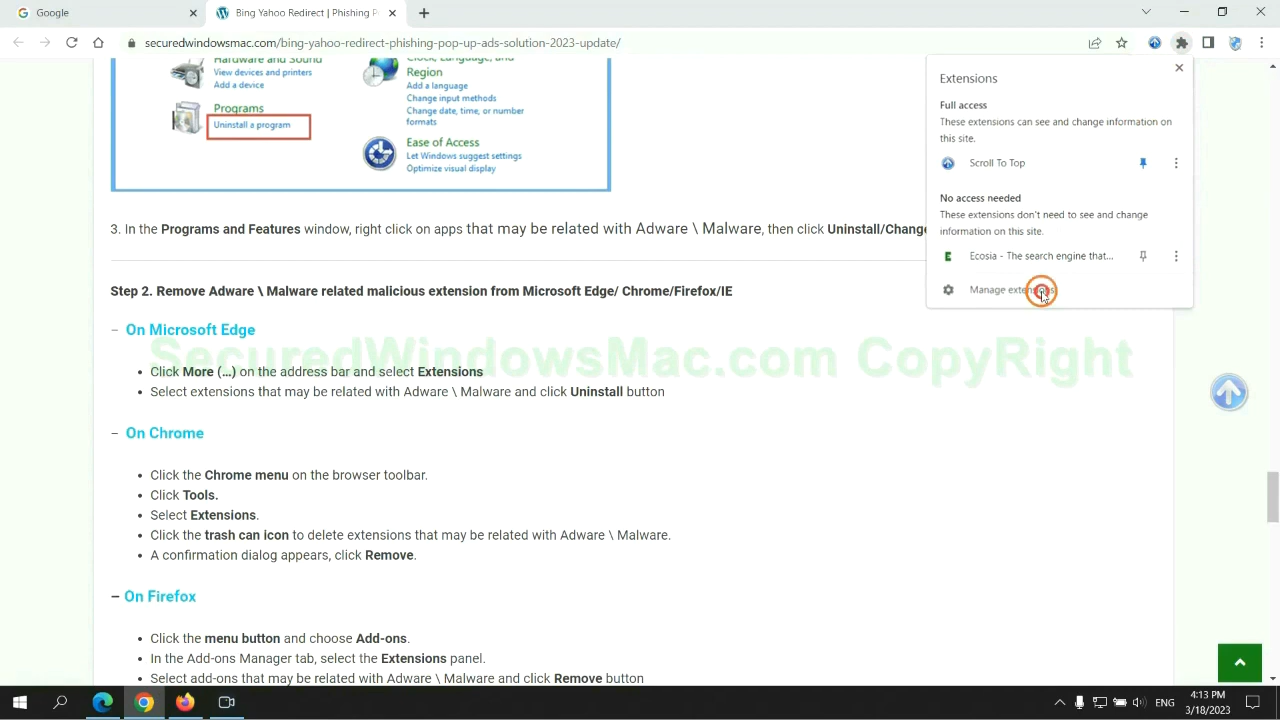 Google
Bing Yahoo Redirect | Phishing P
securedwindowsmac.com/bing-yahoo-redirect-phishing-pop-up-ads-solution-2023-update/
Hardware and Sound
View devices and printers
Add a device
Programs
Uninstall a program
Clock, Language, and
Region
Add a language
Change input methods
Change date, time, or number
formats
Ease of Access
Let Windows suggest settings
Optimize visual display
Extensions
Full access
These extensions can see and change information on
this site.
Scroll To Top
No access needed
These extensions don't need to see and change
information on this site.
Ecosia - The search engine that...
Manage extensions
3. In the Programs and Features window, right click on apps that may be related with Adware \ Malware, then click Uninstall/Change
Step 2. Remove Adware \ Malware related malicious extension from Microsoft Edge/ Chrome/Firefox/IE
– On Microsoft Edge
SecuredWindowsMac.com CopyRight
• Click More (…) on the address bar and select Extensions
• Select extensions that may be related with Adware \ Malware and click Uninstall button
– On Chrome
• Click the Chrome menu on the browser toolbar.
• Click Tools.
• Select Extensions.
• Click the trash can icon to delete extensions that may be related with Adware \ Malware.
• A confirmation dialog appears, click Remove.
– On Firefox
• Click the menu button and choose Add-ons.
• In the Add-ons Manager tab, select the Extensions panel.
• Select add-ons that may be related with Adware \ Malware and click Remove button
ENG
4:13 PM
3/18/2023